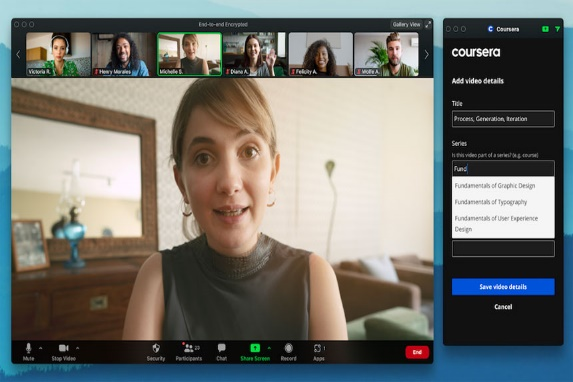 End-to-end Encrypted
Gallery View
Victoria R.
Henry Morales
Michelle S.
Diana A.
Felicity A.
Wolfe A.
Mute
Stop Video
Security
Participants
23
Chat
Share Screen
Record
Apps
1
End
C Coursera
coursera
Add video details
Title
Process, Generation, Iteration
Series
Is this video part of a series? (e.g. course)
Fund
Fundamentals of Graphic Design
Fundamentals of Typography
Fundamentals of User Experience
Design
Save video details
Cancel